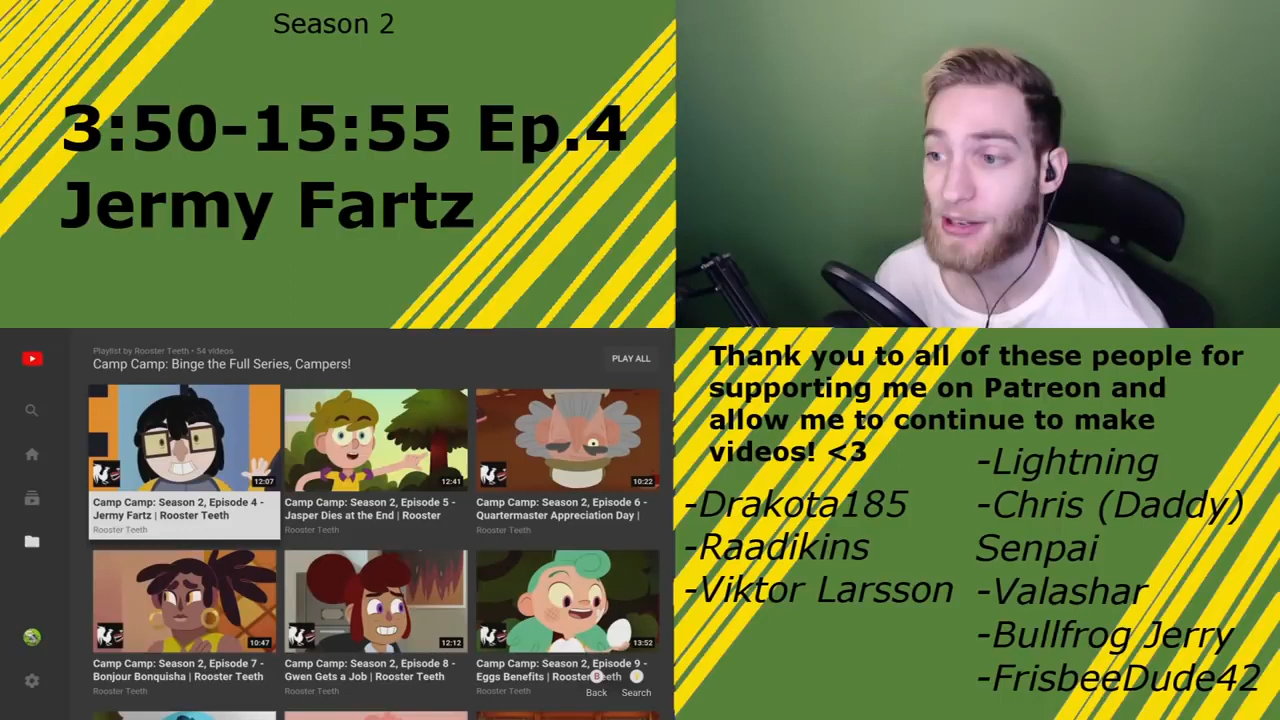 Season 2
3:50-15:55 Ep.4
Jermy Fartz
Playlist by Rooster Teeth • 54 videos
Camp Camp: Binge the Full Series, Campers!
PLAY ALL
12:07
12:41
10:22
Camp Camp: Season 2, Episode 4 -
Jermy Fartz | Rooster Teeth
Rooster Teeth
Camp Camp: Season 2, Episode 5 -
Jasper Dies at the End | Rooster
Rooster Teeth
Camp Camp: Season 2, Episode 6 -
Quartermaster Appreciation Day |
Rooster Teeth
10:47
12:12
13:52
Camp Camp: Season 2, Episode 7 -
Bonjour Bonquisha | Rooster Teeth
Rooster Teeth
Camp Camp: Season 2, Episode 8 -
Gwen Gets a Job | Rooster Teeth
Rooster Teeth
Camp Camp: Season 2, Episode 9 -
Eggs Benefits | Rooster Teeth
Rooster Teeth
B
Y
Back
Search
Thank you to all of these people for
supporting me on Patreon and
allow me to continue to make
videos! <3
-Drakota185
-Raadikins
-Viktor Larsson
-Lightning
-Chris (Daddy)
Senpai
-Valashar
-Bullfrog Jerry
-FrisbeeDude42